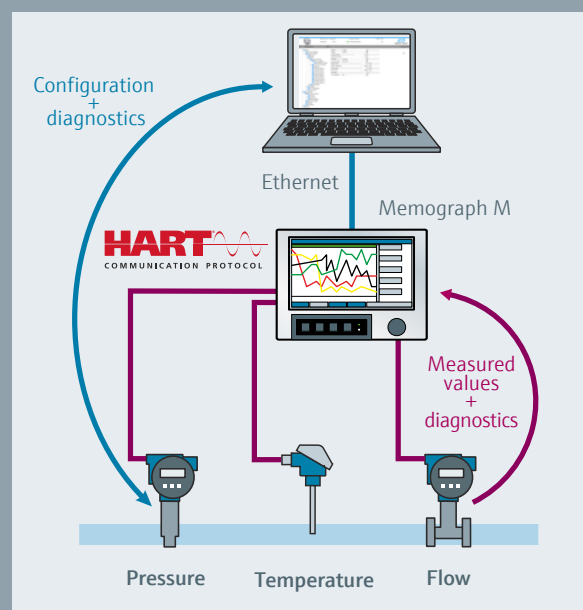 Configuration
+
diagnostics
Ethernet
Memograph M
HART®
COMMUNICATION PROTOCOL
Measured
values
+
diagnostics
Pressure
Temperature
Flow